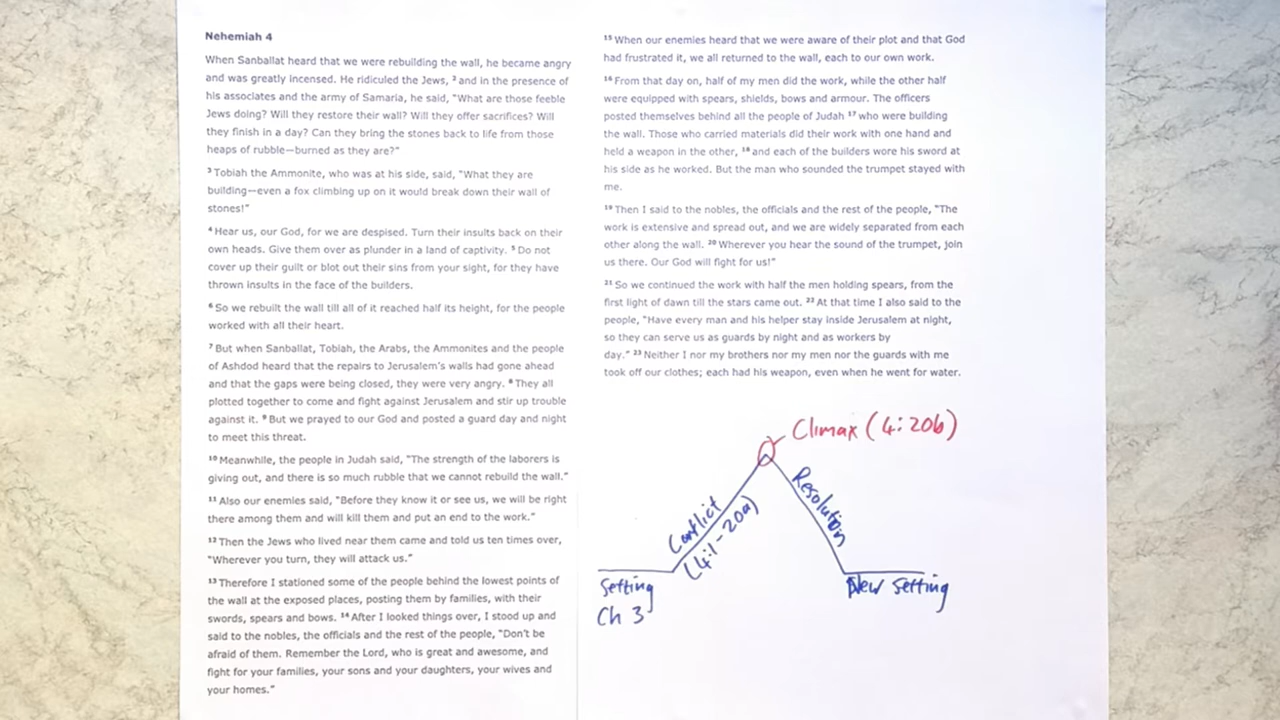 Nehemiah 4
When Sanballat heard that we were rebuilding the wall, he became angry
and was greatly incensed. He ridiculed the Jews, ² and in the presence of
his associates and the army of Samaria, he said, "What are those feeble
Jews doing? Will they restore their wall? Will they offer sacrifices? Will
they finish in a day? Can they bring the stones back to life from those
heaps of rubble—burned as they are?"
³ Tobiah the Ammonite, who was at his side, said, "What they are
building—even a fox climbing up on it would break down their wall of
stones!"
⁴ Hear us, our God, for we are despised. Turn their insults back on their
own heads. Give them over as plunder in a land of captivity. ⁵ Do not
cover up their guilt or blot out their sins from your sight, for they have
thrown insults in the face of the builders.
⁶ So we rebuilt the wall till all of it reached half its height, for the people
worked with all their heart.
⁷ But when Sanballat, Tobiah, the Arabs, the Ammonites and the people
of Ashdod heard that the repairs to Jerusalem's walls had gone ahead
and that the gaps were being closed, they were very angry. ⁸ They all
plotted together to come and fight against Jerusalem and stir up trouble
against it. ⁹ But we prayed to our God and posted a guard day and night
to meet this threat.
¹⁰ Meanwhile, the people in Judah said, "The strength of the laborers is
giving out, and there is so much rubble that we cannot rebuild the wall."
¹¹ Also our enemies said, "Before they know it or see us, we will be right
there among them and will kill them and put an end to the work."
¹² Then the Jews who lived near them came and told us ten times over,
"Wherever you turn, they will attack us."
¹³ Therefore I stationed some of the people behind the lowest points of
the wall at the exposed places, posting them by families, with their
swords, spears and bows. ¹⁴ After I looked things over, I stood up and
said to the nobles, the officials and the rest of the people, "Don't be
afraid of them. Remember the Lord, who is great and awesome, and
fight for your families, your sons and your daughters, your wives and
your homes."
¹⁵ When our enemies heard that we were aware of their plot and that God
had frustrated it, we all returned to the wall, each to our own work.
¹⁶ From that day on, half of my men did the work, while the other half
were equipped with spears, shields, bows and armour. The officers
posted themselves behind all the people of Judah ¹⁷ who were building
the wall. Those who carried materials did their work with one hand and
held a weapon in the other, ¹⁸ and each of the builders wore his sword at
his side as he worked. But the man who sounded the trumpet stayed with
me.
¹⁹ Then I said to the nobles, the officials and the rest of the people, "The
work is extensive and spread out, and we are widely separated from each
other along the wall. ²⁰ Wherever you hear the sound of the trumpet, join
us there. Our God will fight for us!"
²¹ So we continued the work with half the men holding spears, from the
first light of dawn till the stars came out. ²² At that time I also said to the
people, "Have every man and his helper stay inside Jerusalem at night,
so they can serve us as guards by night and as workers by
day." ²³ Neither I nor my brothers nor my men nor the guards with me
took off our clothes; each had his weapon, even when he went for water.
Climax (4:20b)
Conflict
(4:1-20a)
Resolution
Setting
Ch 3
New Setting